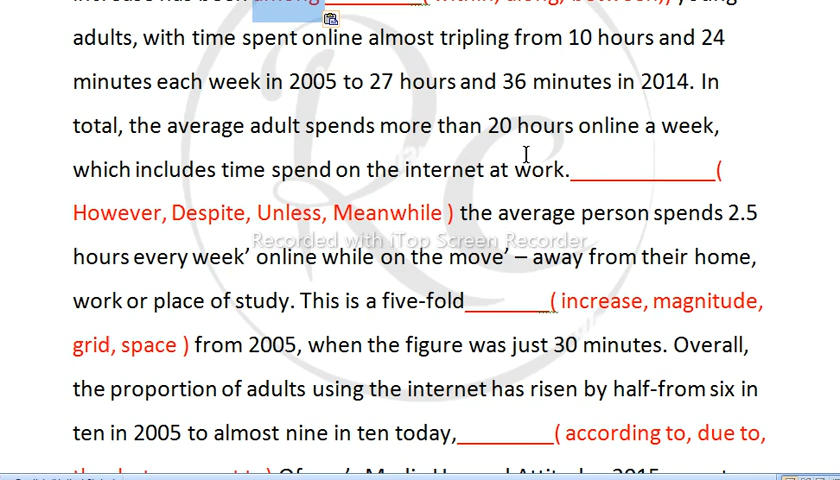 adults, with time spent online almost tripling from 10 hours and 24
minutes each week in 2005 to 27 hours and 36 minutes in 2014. In
total, the average adult spends more than 20 hours online a week,
which includes time spend on the internet at work.______________(
However, Despite, Unless, Meanwhile ) the average person spends 2.5
Recorded with iTop Screen Recorder
hours every week’ online while on the move’ – away from their home,
work or place of study. This is a five-fold________( increase, magnitude,
grid, space ) from 2005, when the figure was just 30 minutes. Overall,
the proportion of adults using the internet has risen by half-from six in
ten in 2005 to almost nine in ten today,_________( according to, due to,